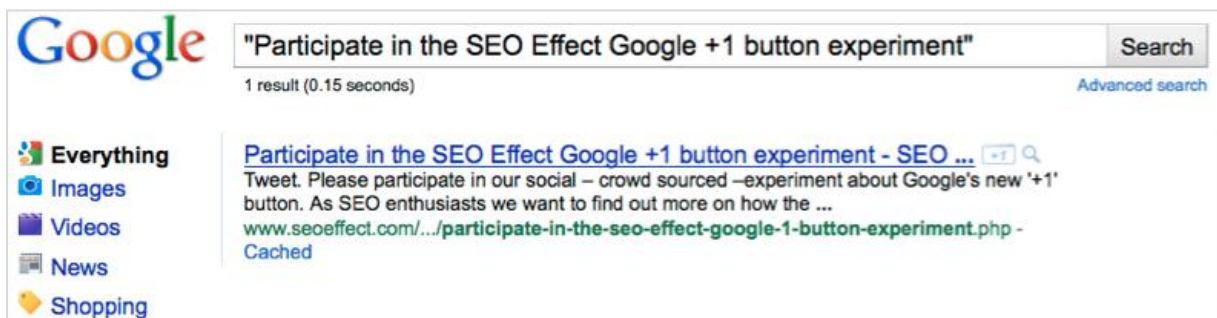 Google
"Participate in the SEO Effect Google +1 button experiment"
Search
1 result (0.15 seconds)
Advanced search
Everything
Images
Videos
News
Shopping
Participate in the SEO Effect Google +1 button experiment - SEO ... +1
Tweet. Please participate in our social – crowd sourced –experiment about Google's new '+1'
button. As SEO enthusiasts we want to find out more on how the ...
www.seoeffect.com/.../participate-in-the-seo-effect-google-1-button-experiment.php -
Cached